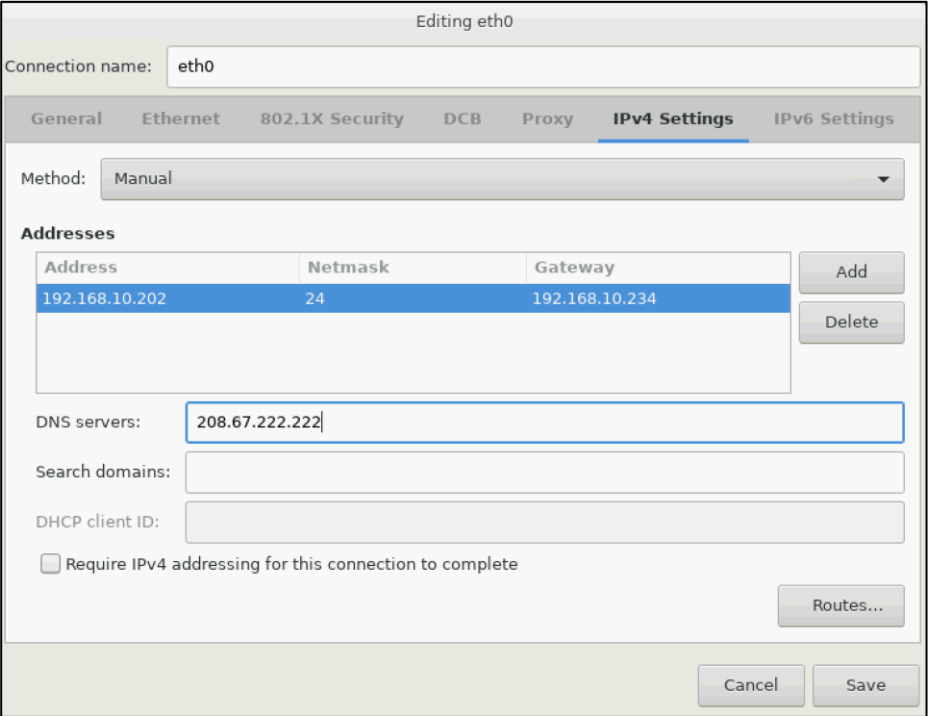 Editing eth0
Connection name: eth0
General Ethernet 802.1X Security DCB Proxy IPv4 Settings IPv6 Settings
Method: Manual
Addresses
Address Netmask Gateway Add
192.168.10.202 24 192.168.10.234
Delete
DNS servers: 208.67.222.222
Search domains:
DHCP client ID:
Require IPv4 addressing for this connection to complete
Routes...
Cancel Save